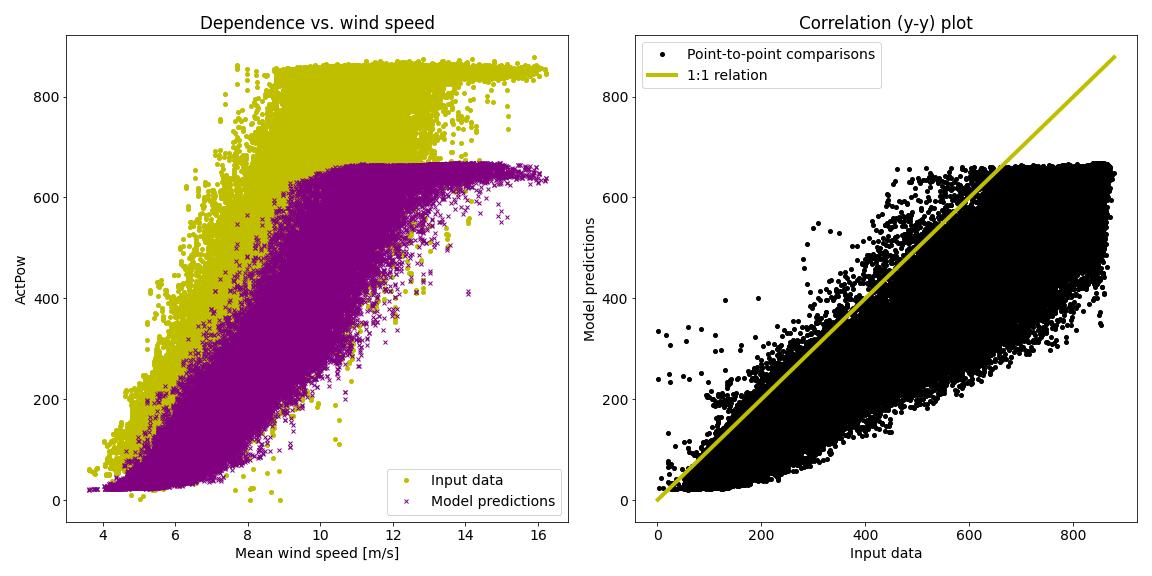 Dependence vs. wind speed
ActPow
800
600
400
200
0
4 6 8 10 12 14 16
Mean wind speed [m/s]
Input data
Model predictions
Correlation (y-y) plot
Point-to-point comparisons
1:1 relation
Model predictions
800
600
400
200
0
0 200 400 600 800
Input data